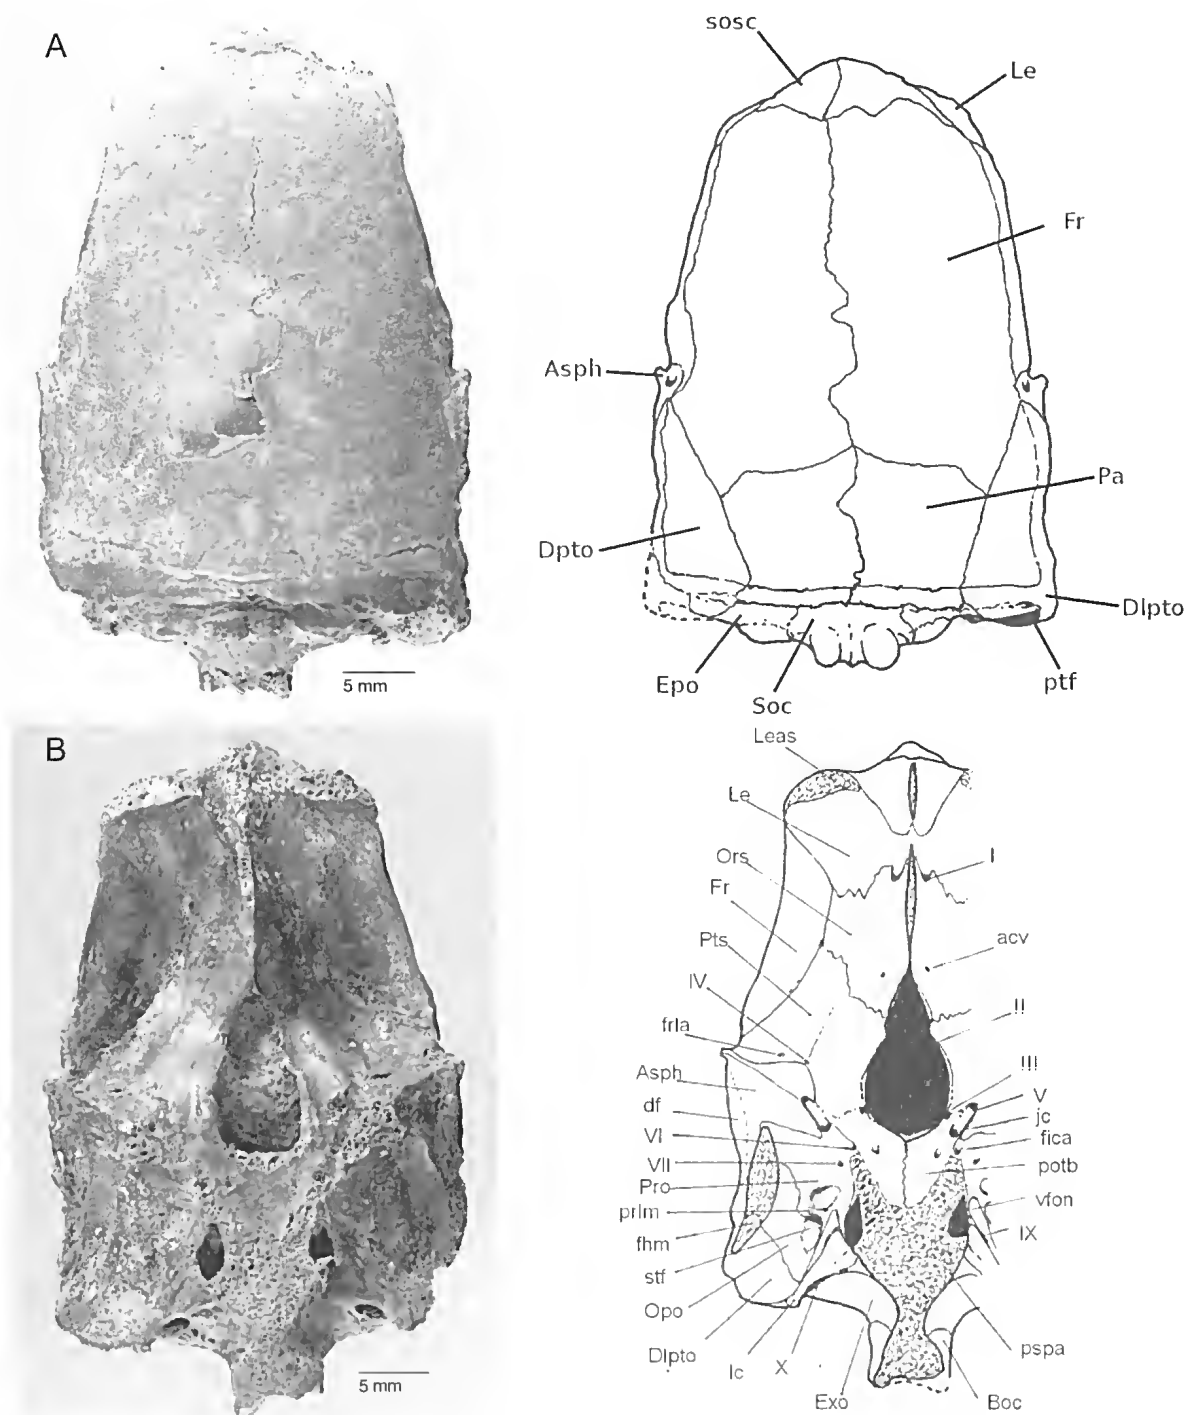 A
sosc
Le
Fr
Asph
Pa
Dpto
Dlpto
Epo
Soc
ptf
5 mm
B
Leas
Le
Ors
I
Fr
Pts
acv
IV
II
frla
III
Asph
V
df
jc
VI
fica
VII
potb
Pro
vfon
prlm
IX
fhm
stf
Opo
Dlpto
Ic
X
pspa
5 mm
Exo
Boc